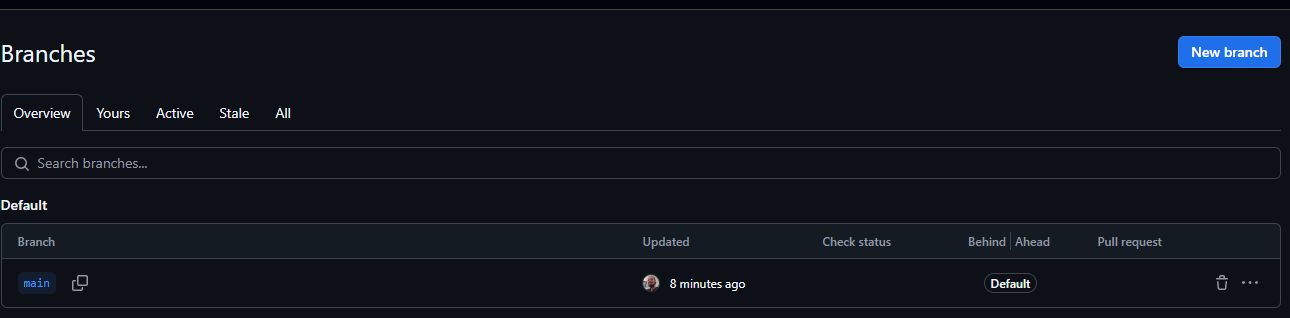 Branches
New branch
Overview Yours Active Stale All
Search branches...
Default
Branch Updated Check status Behind Ahead Pull request
main 8 minutes ago Default